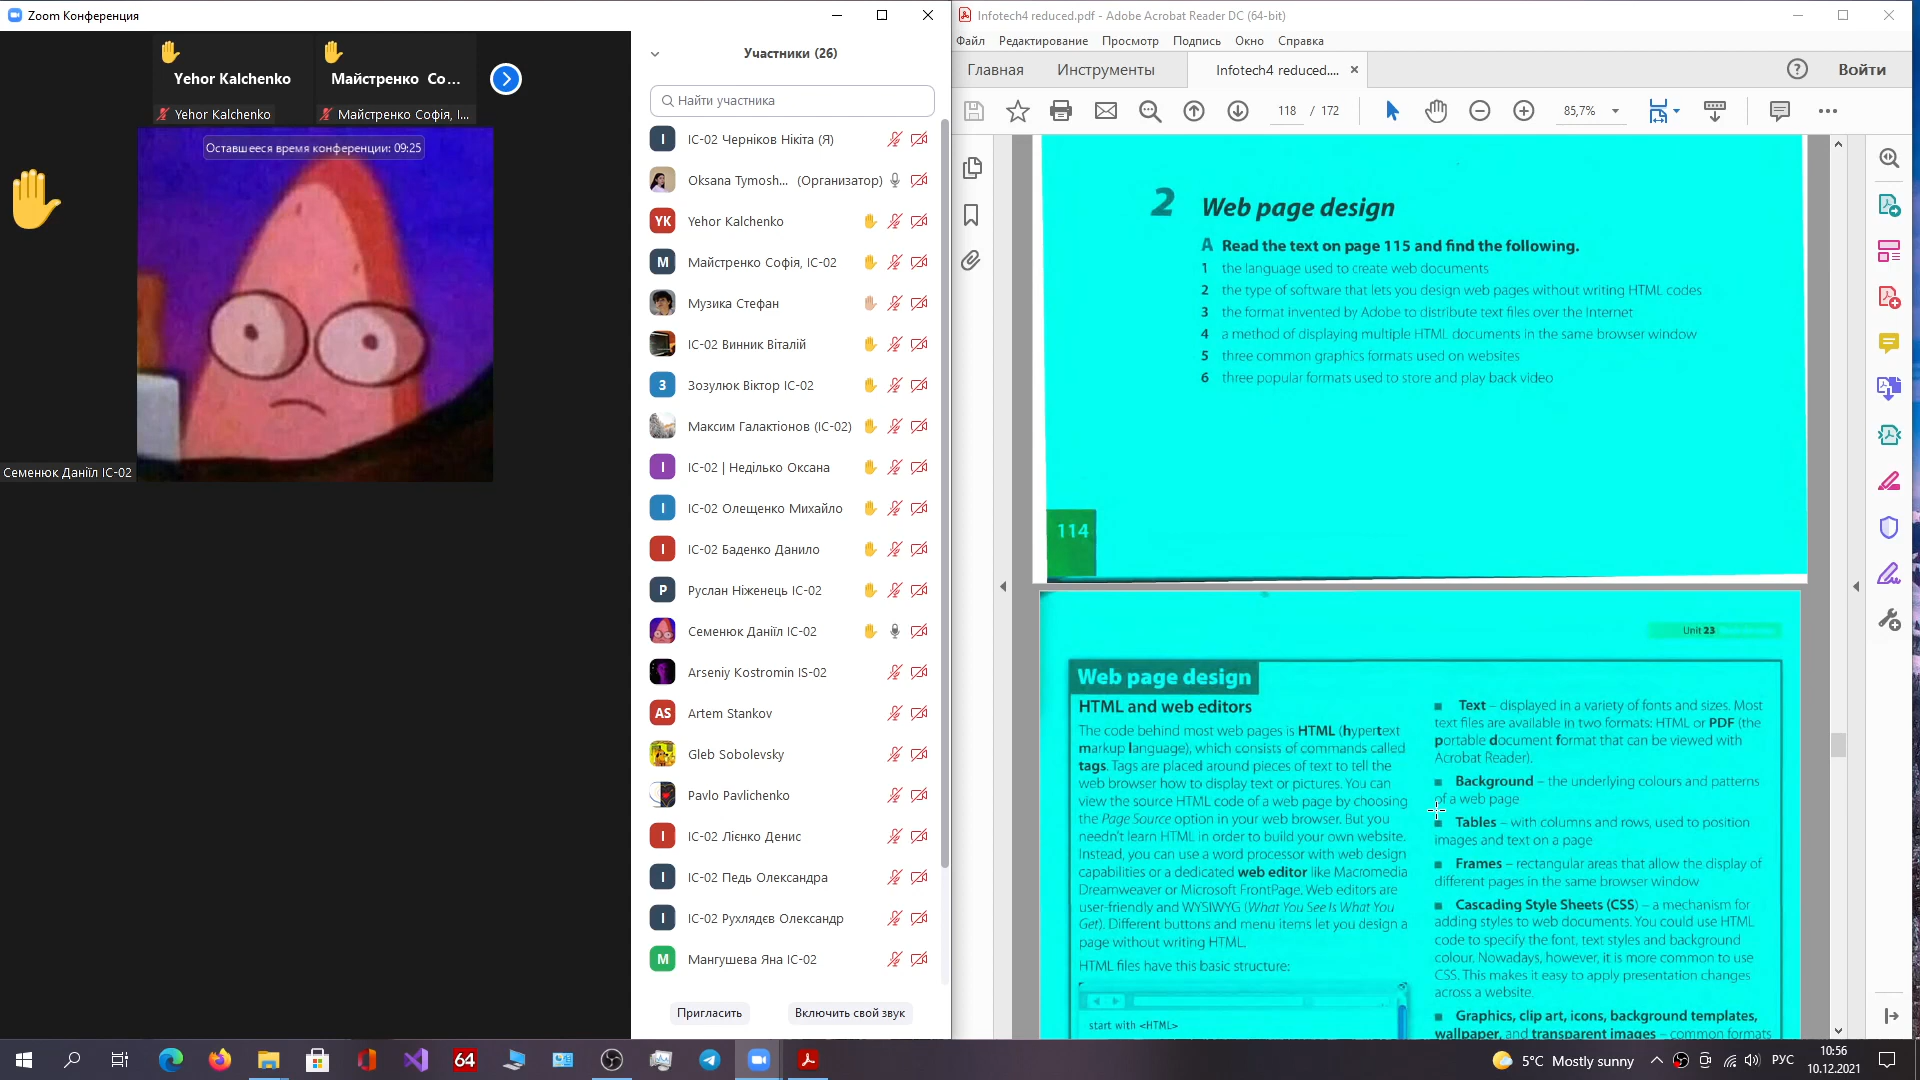 Zoom Конференция
Yehor Kalchenko
Майстренко Со...
Yehor Kalchenko
Майстренко Софія, І...
Оставшееся время конференции: 09:25
Семенюк Даніїл ІС-02
Участники (26)
Найти участника
І ІС-02 Черніков Нікіта (Я)
Oksana Tymosh... (Организатор)
YK Yehor Kalchenko
М Майстренко Софія, ІС-02
Музика Стефан
ІС-02 Винник Віталій
З Зозулюк Віктор ІС-02
Максим Галактіонов (ІС-02)
І ІС-02 | Неділько Оксана
І ІС-02 Олещенко Михайло
І ІС-02 Баденко Данило
Р Руслан Ніженець ІС-02
Семенюк Даніїл ІС-02
Arseniy Kostromin IS-02
AS Artem Stankov
Gleb Sobolevsky
Pavlo Pavlichenko
І ІС-02 Лієнко Денис
І ІС-02 Педь Олександра
І ІС-02 Рухлядєв Олександр
М Мангушева Яна ІС-02
Пригласить
Включить свой звук
Infotech4 reduced.pdf - Adobe Acrobat Reader DC (64-bit)
Файл Редактирование Просмотр Подпись Окно Справка
Главная Инструменты Infotech4 reduced.... Войти
118 / 172 85,7%
2 Web page design
A Read the text on page 115 and find the following.
1 the language used to create web documents
2 the type of software that lets you design web pages without writing HTML codes
3 the format invented by Adobe to distribute text files over the Internet
4 a method of displaying multiple HTML documents in the same browser window
5 three common graphics formats used on websites
6 three popular formats used to store and play back video
114
Unit 23
Web page design
HTML and web editors
The code behind most web pages is HTML (hypertext
markup language), which consists of commands called
tags. Tags are placed around pieces of text to tell the
web browser how to display text or pictures. You can
view the source HTML code of a web page by choosing
the Page Source option in your web browser. But you
needn't learn HTML in order to build your own website.
Instead, you can use a word processor with web design
capabilities or a dedicated web editor like Macromedia
Dreamweaver or Microsoft FrontPage. Web editors are
user-friendly and WYSIWYG (What You See Is What You
Get). Different buttons and menu items let you design a
page without writing HTML.
HTML files have this basic structure:
start with <HTML>
Text – displayed in a variety of fonts and sizes. Most
text files are available in two formats: HTML or PDF (the
portable document format that can be viewed with
Acrobat Reader).
Background – the underlying colours and patterns
of a web page
Tables – with columns and rows, used to position
images and text on a page
Frames – rectangular areas that allow the display of
different pages in the same browser window
Cascading Style Sheets (CSS) – a mechanism for
adding styles to web documents. You could use HTML
code to specify the font, text styles and background
colour. Nowadays, however, it is more common to use
CSS. This makes it easy to apply presentation changes
across a website.
Graphics, clip art, icons, background templates,
wallpaper, and transparent images – common formats
64
5°C Mostly sunny
РУС
10:56
10.12.2021